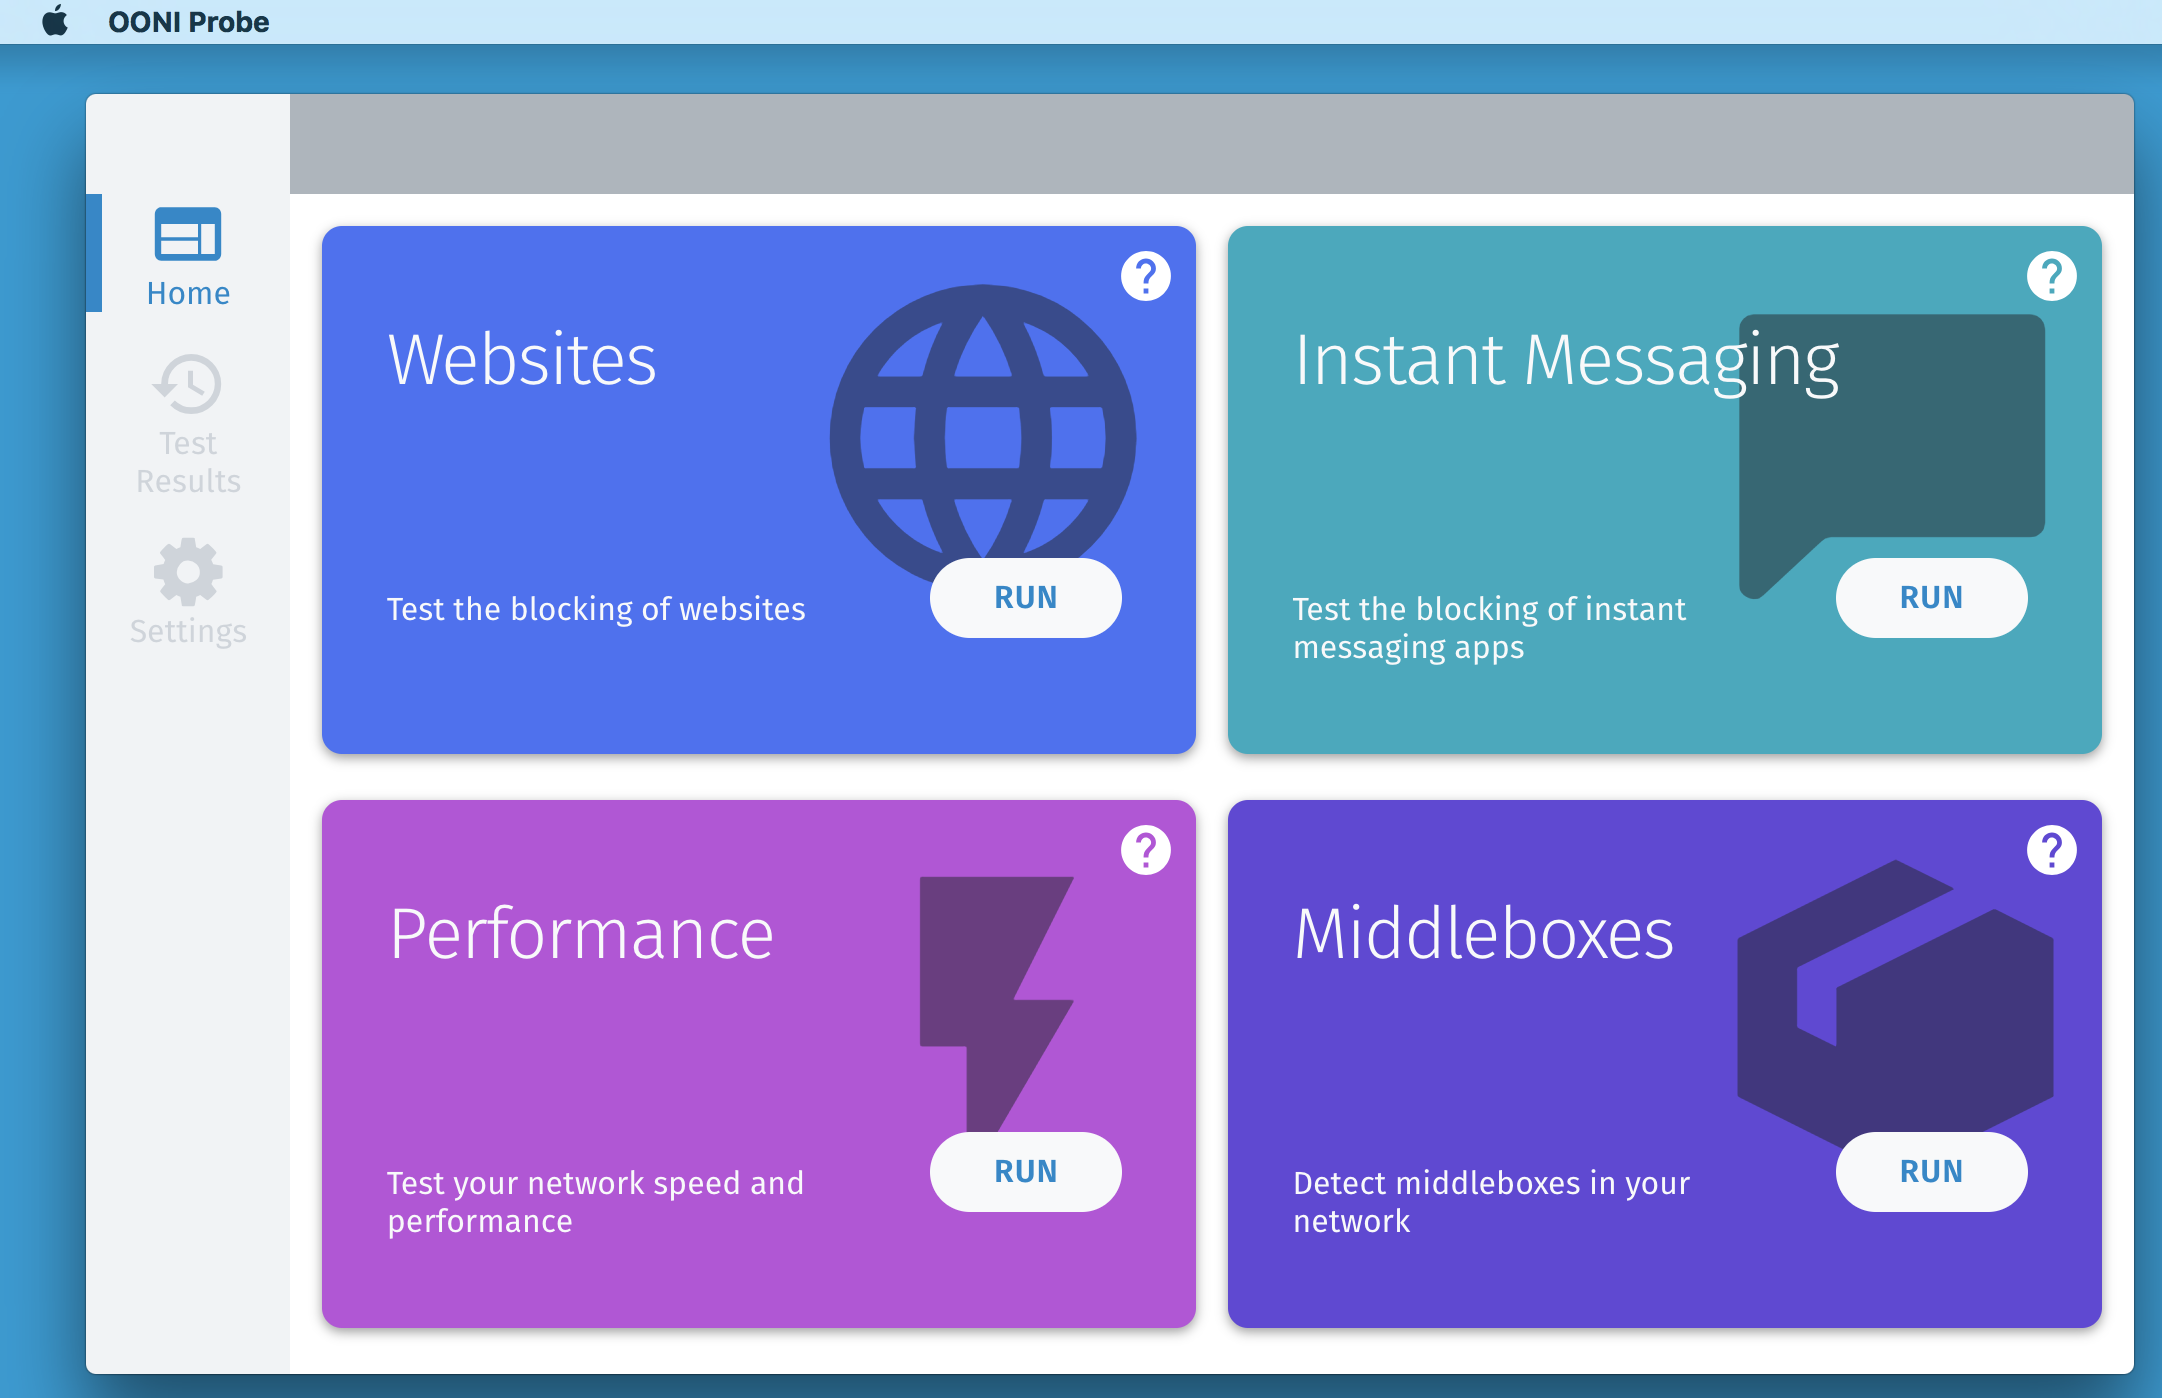 OONI Probe
Home
Test
Results
Settings
Websites
?
Test the blocking of websites
RUN
Instant Messaging
?
Test the blocking of instant
messaging apps
RUN
Performance
?
Test your network speed and
performance
RUN
Middleboxes
?
Detect middleboxes in your
network
RUN